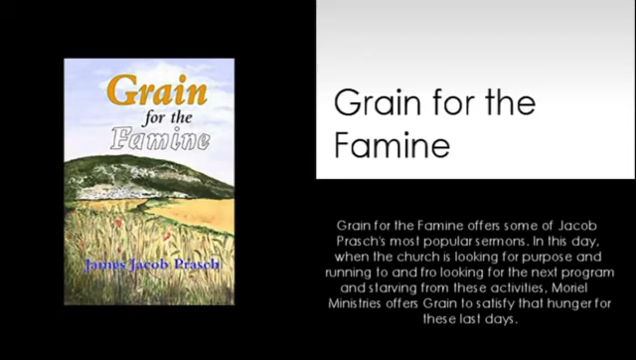 Grain
for the
Famine
James Jacob Prasch
Grain for the
Famine
Grain for the Famine offers some of Jacob
Prasch's most popular sermons. In this day,
when the church is looking for purpose and
running to and fro looking for the next program
and starving from these activities, Moriel
Ministries offers Grain to satisfy that hunger for
these last days.